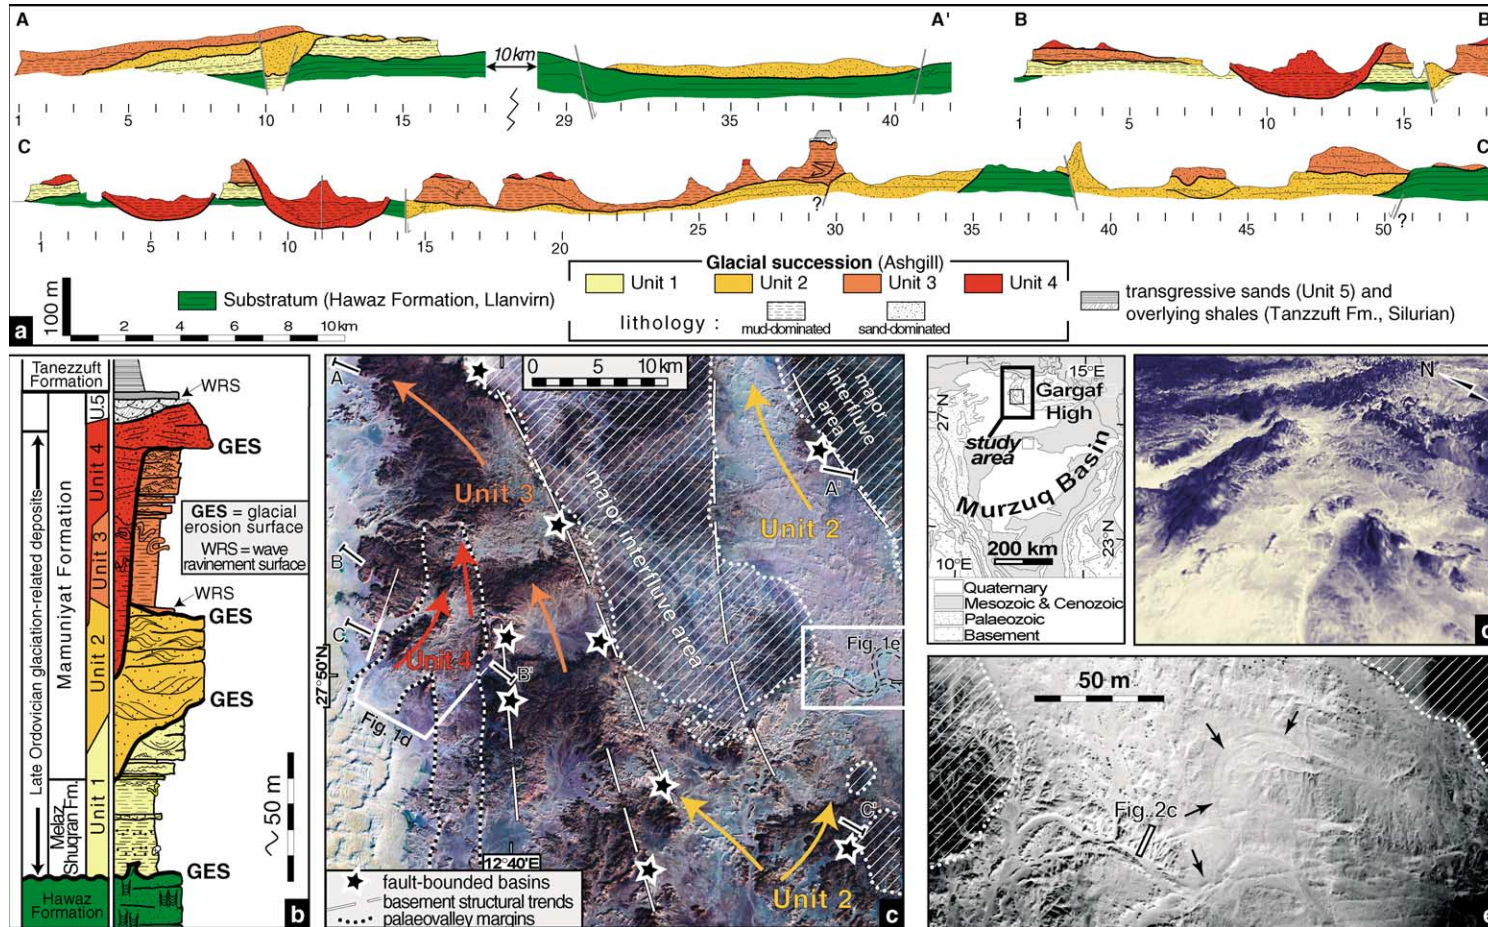 A
A'
B
B
10km
1
5
10
15
29
35
40
1
5
10
15
C
C
?
?
1
5
10
15
20
25
30
35
40
45
50
Glacial succession (Ashgill)
Unit 1
Unit 2
Unit 3
Unit 4
Substratum (Hawaz Formation, Llanvirn)
lithology :
mud-dominated
sand-dominated
transgressive sands (Unit 5) and
overlying shales (Tanzzuft Fm., Silurian)
100 m
2
4
6
8
10km
a
Tanezzuft
Formation
WRS
U.5
GES
Unit 4
Late Ordovician glaciation-related deposits
Mamuniyat Formation
GES = glacial
erosion surface
WRS = wave
ravinement surface
Unit 3
WRS
GES
Unit 2
GES
Unit 1
Melaz
Shuqran Fm.
~ 50 m
GES
Hawaz
Formation
b
0
5
10 km
A
major
interfluve
area
Unit 3
A'
Unit 2
major interfluve area
B
C
Unit 4
B'
Fig. 1e
27°50'N
Fig. 1d
C'
12°40'E
Unit 2
fault-bounded basins
basement structural trends
palaeovalley margins
c
15°E
Gargaf
High
27°N
study
area
Murzuq Basin
23°N
200 km
10°E
Quaternary
Mesozoic & Cenozoic
Palaeozoic
Basement
N
50 m
Fig. 2c
e